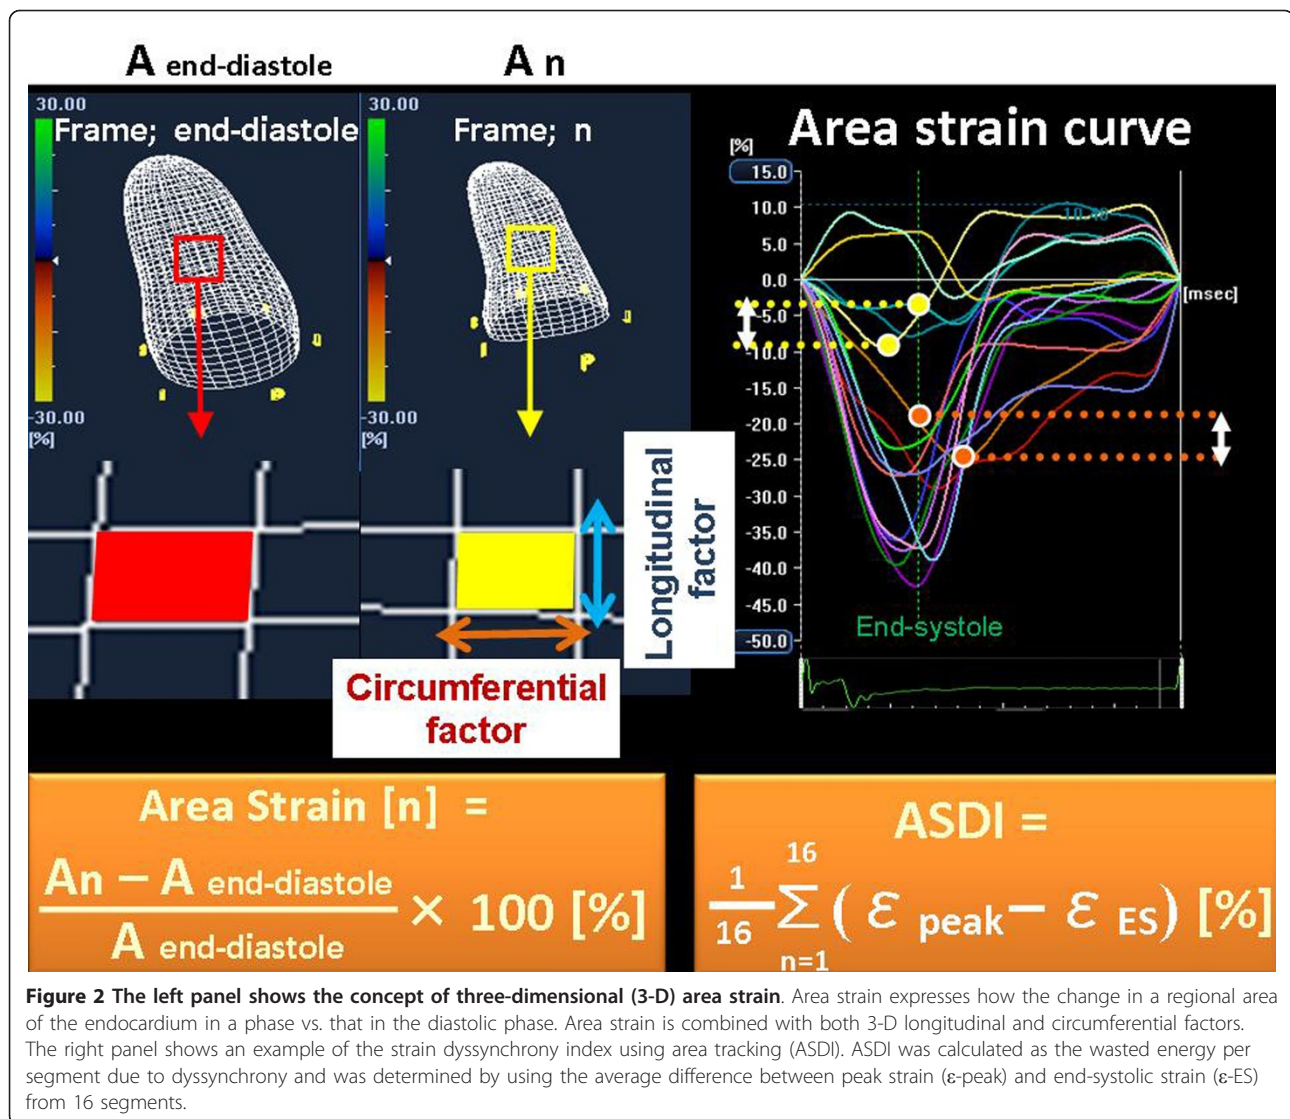 A end-diastole
A n
30.00
Frame; end-diastole
-30.00
[%]
S
I
P
30.00
Frame; n
-30.00
[%]
S
I
P
Longitudinal
factor
Circumferential
factor
Area strain curve
[%]
15.0
10.0
5.0
0.0
-5.0
-10.0
-15.0
-20.0
-25.0
-30.0
-35.0
-40.0
-45.0
-50.0
[msec]
End-systole
Area Strain [n] =
An – A end-diastole
A end-diastole
× 100 [%]
ASDI =
1
16
16
Σ
n=1
( ε peak – ε ES) [%]
Figure 2 The left panel shows the concept of three-dimensional (3-D) area strain. Area strain expresses how the change in a regional area
of the endocardium in a phase vs. that in the diastolic phase. Area strain is combined with both 3-D longitudinal and circumferential factors.
The right panel shows an example of the strain dyssynchrony index using area tracking (ASDI). ASDI was calculated as the wasted energy per
segment due to dyssynchrony and was determined by using the average difference between peak strain (ε-peak) and end-systolic strain (ε-ES)
from 16 segments.